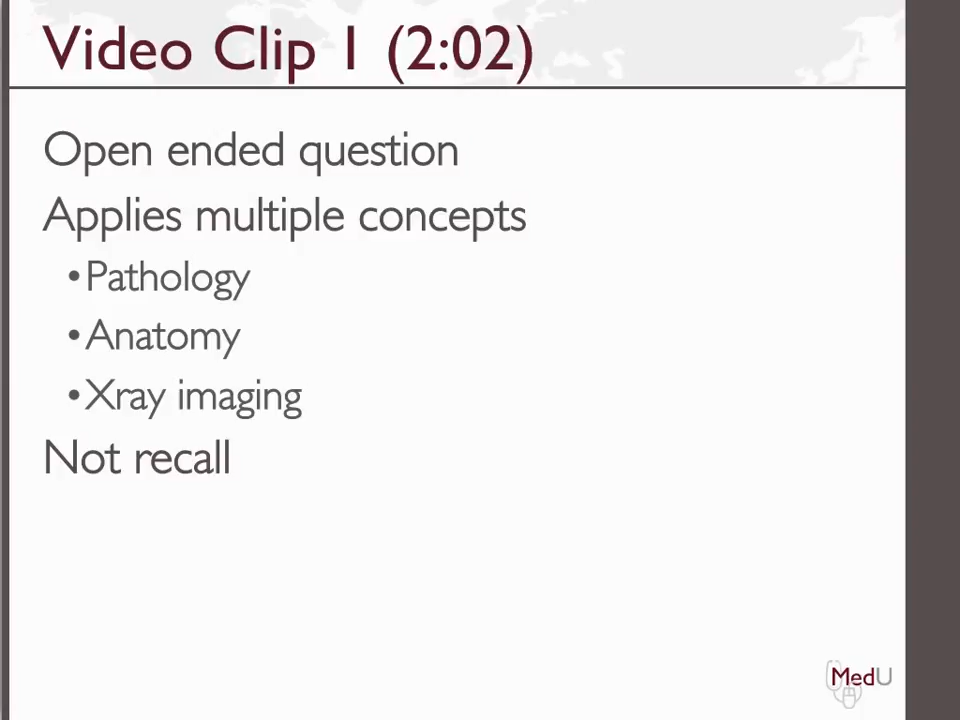 Video Clip 1 (2:02)
Open ended question
Applies multiple concepts
•Pathology
•Anatomy
•Xray imaging
Not recall
MedU